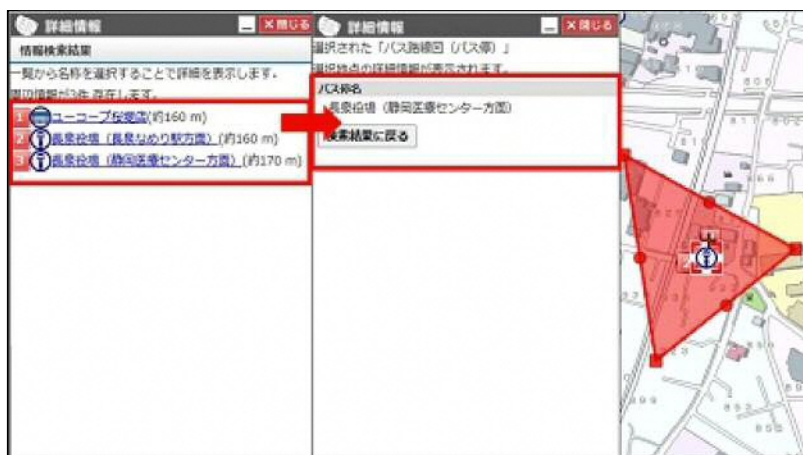 詳細情報
閉じる
情報検索結果
一覧から名称を選択することで詳細を表示します。
周辺情報が3件 存在します。
1 ユーコープ桜堤店(約160 m)
2 長泉役場(長泉なめり駅方面)(約160 m)
3 長泉役場(静岡医療センター方面)(約170 m)
詳細情報
閉じる
選択された「バス路線図(バス停)」
選択地点の詳細情報が表示されます。
バス停名
長泉役場(静岡医療センター方面)
検索結果に戻る